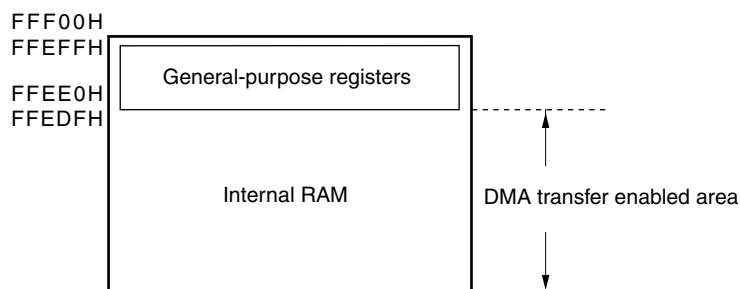 FFF00H
FFEFFH
General-purpose registers
FFEE0H
FFEDFH
Internal RAM
DMA transfer enabled area